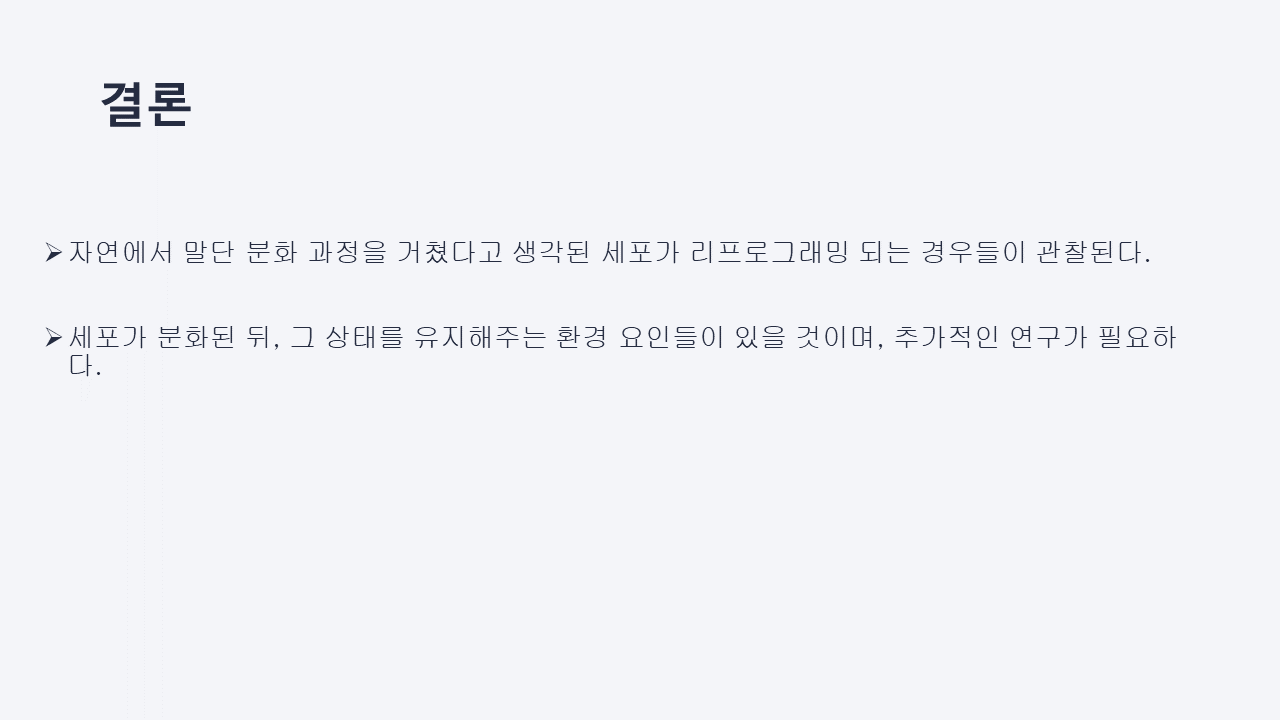 결론
➢자연에서 말단 분화 과정을 거쳤다고 생각된 세포가 리프로그래밍 되는 경우들이 관찰된다.
➢세포가 분화된 뒤, 그 상태를 유지해주는 환경 요인들이 있을 것이며, 추가적인 연구가 필요하
다.